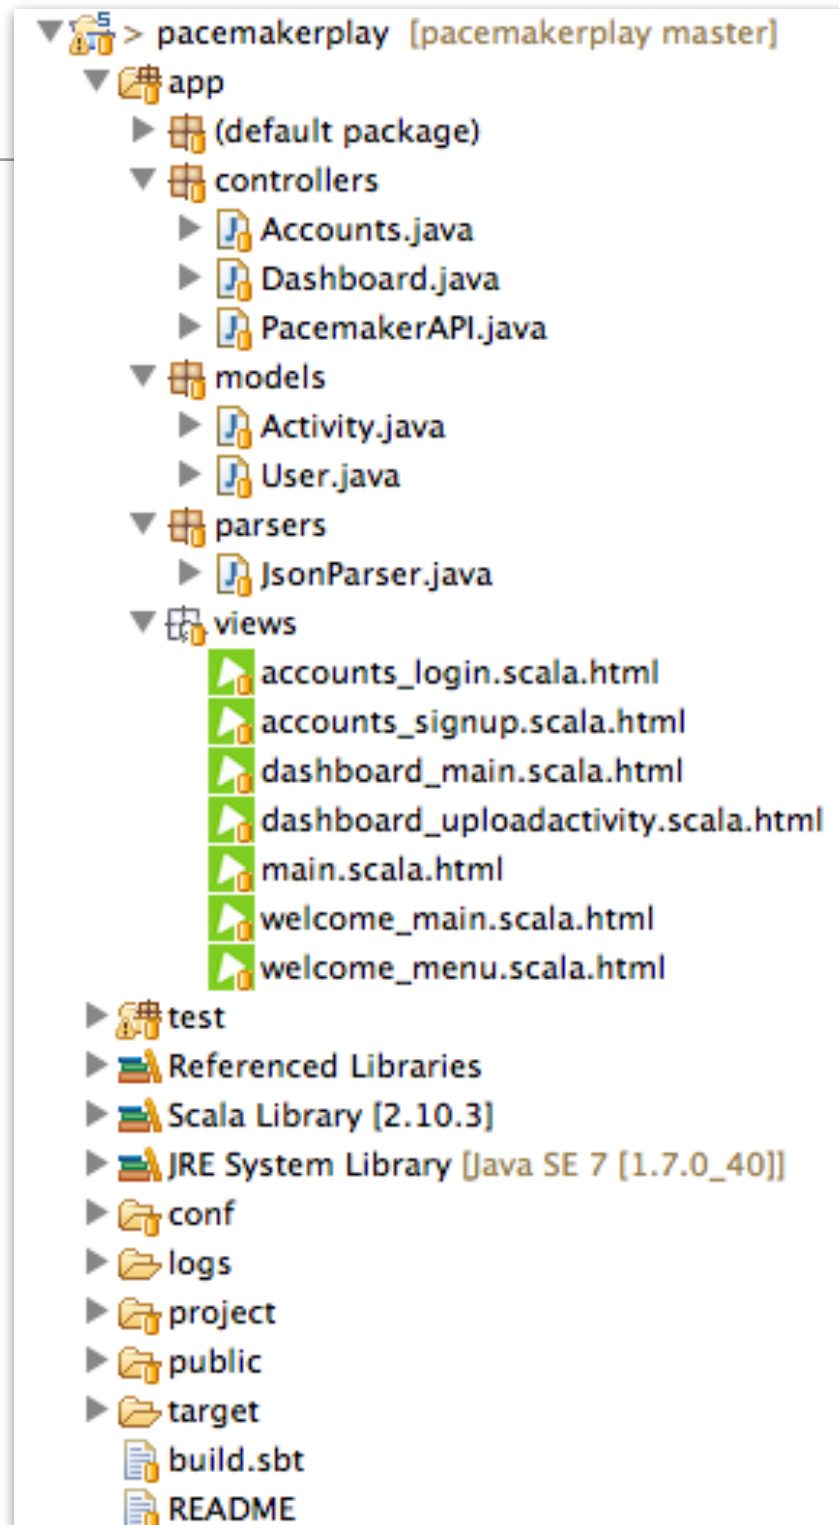 > pacemakerplay [pacemakerplay master]
app
(default package)
controllers
Accounts.java
Dashboard.java
PacemakerAPI.java
models
Activity.java
User.java
parsers
JsonParser.java
views
accounts_login.scala.html
accounts_signup.scala.html
dashboard_main.scala.html
dashboard_uploadactivity.scala.html
main.scala.html
welcome_main.scala.html
welcome_menu.scala.html
test
Referenced Libraries
Scala Library [2.10.3]
JRE System Library [Java SE 7 [1.7.0_40]]
conf
logs
project
public
target
build.sbt
README